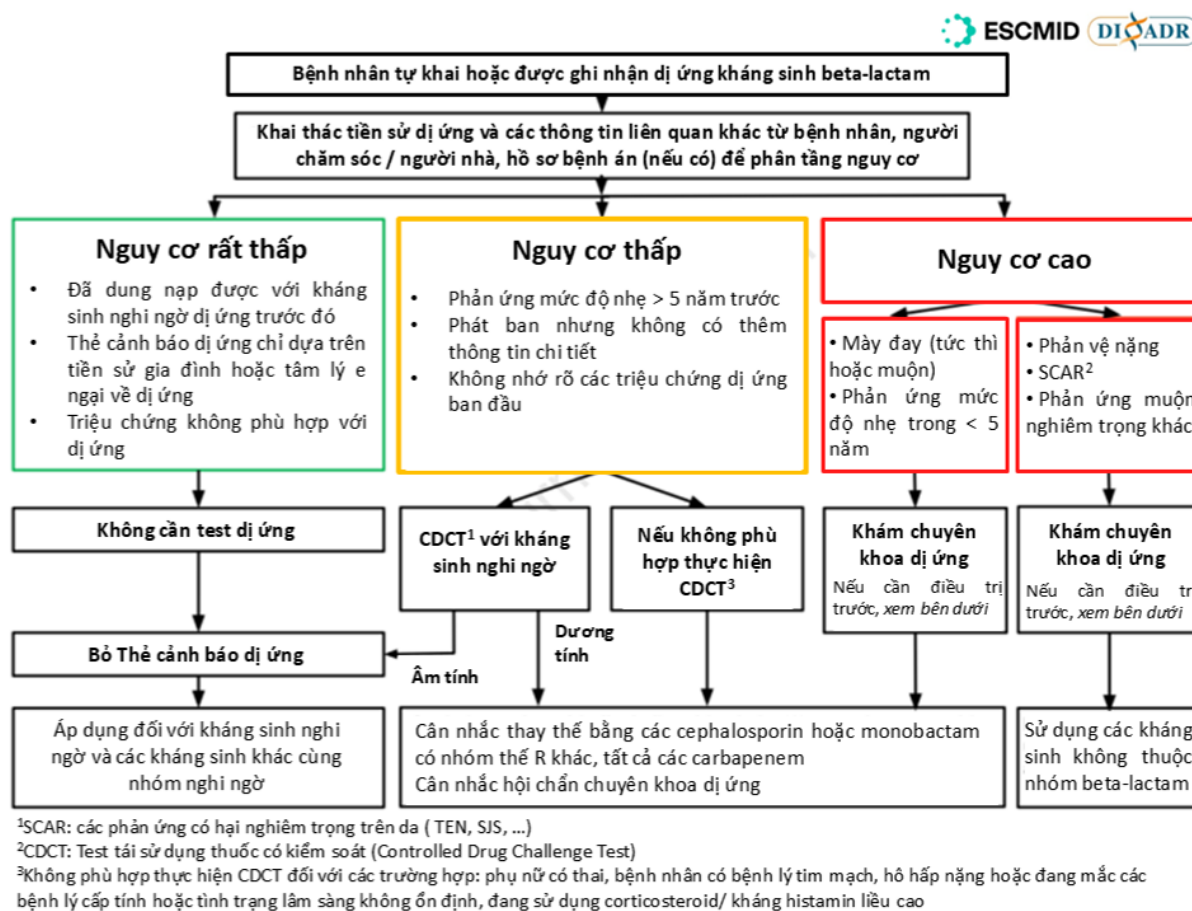 ESCMID
DI ADR
Bệnh nhân tự khai hoặc được ghi nhận dị ứng kháng sinh beta-lactam
Khai thác tiền sử dị ứng và các thông tin liên quan khác từ bệnh nhân, người
chăm sóc / người nhà, hồ sơ bệnh án (nếu có) để phân tầng nguy cơ
Nguy cơ rất thấp
• Đã dung nạp được với kháng
sinh nghi ngờ dị ứng trước đó
• Thẻ cảnh báo dị ứng chỉ dựa trên
tiền sử gia đình hoặc tâm lý e
ngại về dị ứng
• Triệu chứng không phù hợp với
dị ứng
Nguy cơ thấp
• Phản ứng mức độ nhẹ > 5 năm trước
• Phát ban nhưng không có thêm
thông tin chi tiết
• Không nhớ rõ các triệu chứng dị ứng
ban đầu
Nguy cơ cao
• Mày đay (tức thì
hoặc muộn)
• Phản ứng mức
độ nhẹ trong < 5
năm
• Phản vệ nặng
• SCAR²
• Phản ứng muộn
nghiêm trọng khác
Không cần test dị ứng
CDCT¹ với kháng
sinh nghi ngờ
Nếu không phù
hợp thực hiện
CDCT³
Khám chuyên
khoa dị ứng
Nếu cần điều trị
trước, xem bên dưới
Khám chuyên
khoa dị ứng
Nếu cần điều trị
trước, xem bên dưới
Bỏ Thẻ cảnh báo dị ứng
Âm tính
Dương
tính
Áp dụng đối với kháng sinh nghi
ngờ và các kháng sinh khác cùng
nhóm nghi ngờ
Cân nhắc thay thế bằng các cephalosporin hoặc monobactam
có nhóm thế R khác, tất cả các carbapenem
Cân nhắc hội chẩn chuyên khoa dị ứng
Sử dụng các kháng
sinh không thuộc
nhóm beta-lactam
¹SCAR: các phản ứng có hại nghiêm trọng trên da ( TEN, SJS, ...)
²CDCT: Test tái sử dụng thuốc có kiểm soát (Controlled Drug Challenge Test)
³Không phù hợp thực hiện CDCT đối với các trường hợp: phụ nữ có thai, bệnh nhân có bệnh lý tim mạch, hô hấp nặng hoặc đang mắc các
bệnh lý cấp tính hoặc tình trạng lâm sàng không ổn định, đang sử dụng corticosteroid/ kháng histamin liều cao